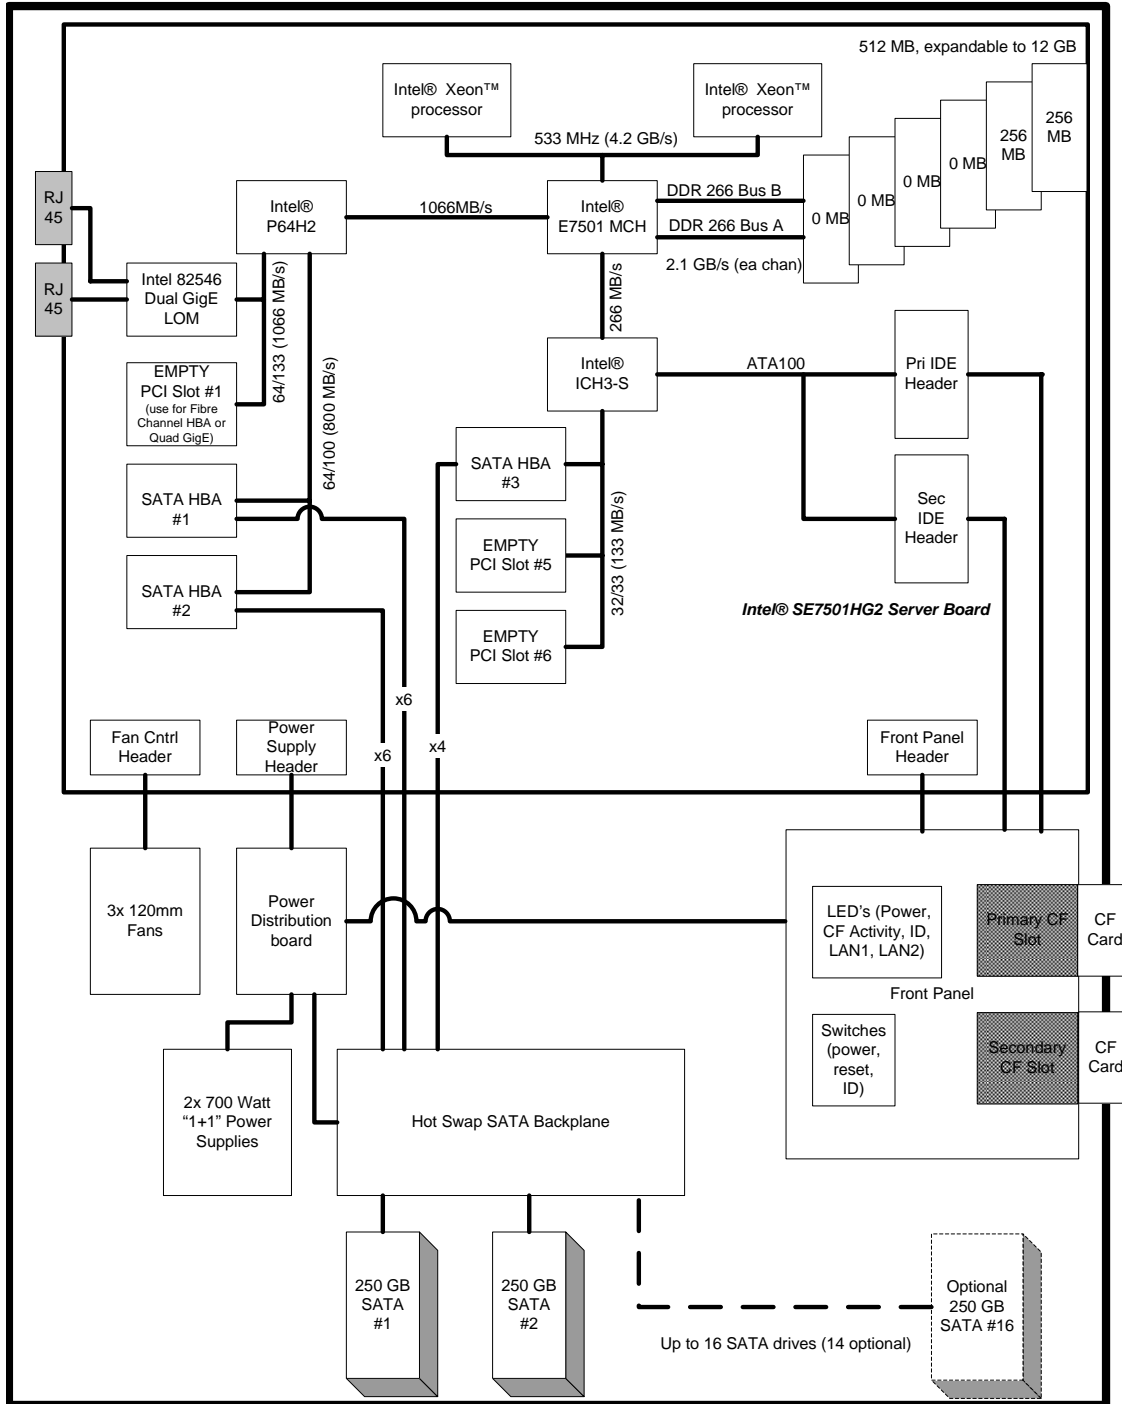 512 MB, expandable to 12 GB
Intel® Xeon™
processor
Intel® Xeon™
processor
533 MHz (4.2 GB/s)
256
MB
256
MB
0 MB
0 MB
0 MB
0 MB
RJ
45
RJ
45
Intel®
P64H2
1066MB/s
Intel®
E7501 MCH
DDR 266 Bus B
DDR 266 Bus A
2.1 GB/s (ea chan)
Intel 82546
Dual GigE
LOM
64/133 (1066 MB/s)
266 MB/s
EMPTY
PCI Slot #1
(use for Fibre
Channel HBA or
Quad GigE)
64/100 (800 MB/s)
Intel®
ICH3-S
ATA100
Pri IDE
Header
SATA HBA
#1
SATA HBA
#3
Sec
IDE
Header
EMPTY
PCI Slot #5
32/33 (133 MB/s)
SATA HBA
#2
EMPTY
PCI Slot #6
Intel® SE7501HG2 Server Board
x6
x6
x4
Fan Cntrl
Header
Power
Supply
Header
Front Panel
Header
3x 120mm
Fans
Power
Distribution
board
LED's (Power,
CF Activity, ID,
LAN1, LAN2)
Primary CF
Slot
CF
Card
Front Panel
Switches
(power,
reset,
ID)
Secondary
CF Slot
CF
Card
2x 700 Watt
“1+1” Power
Supplies
Hot Swap SATA Backplane
250 GB
SATA
#1
250 GB
SATA
#2
Optional
250 GB
SATA #16
Up to 16 SATA drives (14 optional)